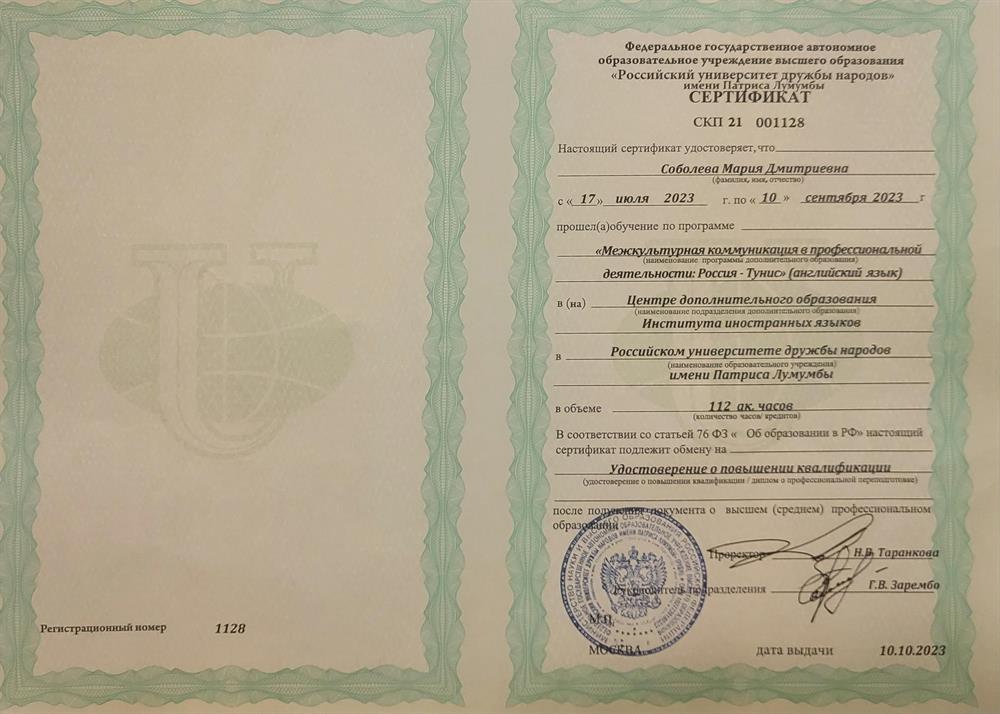 Федеральное государственное автономное
образовательное учреждение высшего образования
«Российский университет дружбы народов»
имени Патриса Лумумбы
СЕРТИФИКАТ
СКП 21 001128
Настоящий сертификат удостоверяет, что
Соболева Мария Дмитриевна
(фамилия, имя, отчество)
с «17» июля 2023 г. по «10» сентября 2023 г
прошел(а)обучение по программе
«Межкультурная коммуникация в профессиональной
(наименование программы дополнительного образования)
деятельности: Россия - Тунис» (английский язык)
в (на) Центре дополнительного образования
(наименование подразделения дополнительного образования)
Института иностранных языков
в Российском университете дружбы народов
(наименование образовательного учреждения)
имени Патриса Лумумбы
в объеме 112 ак. часов
(количество часов/ кредитов)
В соответствии со статьей 76 ФЗ « Об образовании в РФ» настоящий
сертификат подлежит обмену на
Удостоверение о повышении квалификации
(удостоверение о повышении квалификации / диплом о профессиональной переподготовке)
после получения документа о высшем (среднем) профессиональном
образовании
Проректор Н.В. Таранкова
Руководитель подразделения Г.В. Зарембо
М.П.
МОСКВА дата выдачи 10.10.2023
Регистрационный номер 1128